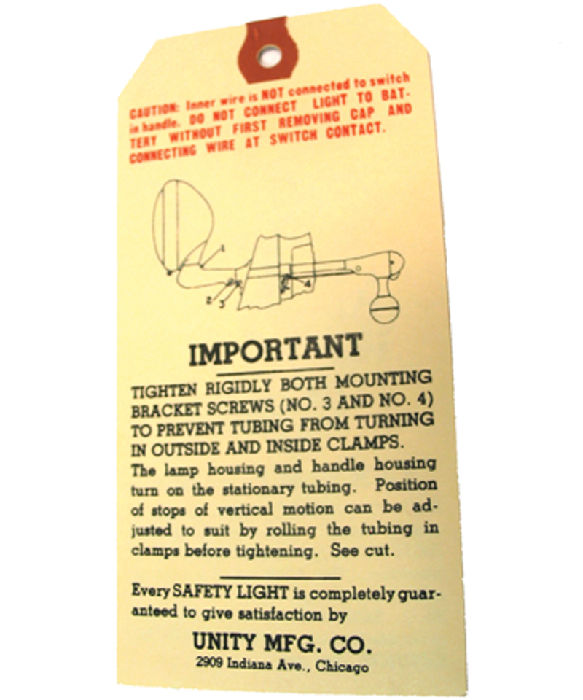 CAUTION: Inner wire is NOT connected to switch
in handle. DO NOT CONNECT LIGHT TO BAT-
TERY WITHOUT FIRST REMOVING CAP AND
CONNECTING WIRE AT SWITCH CONTACT.
1
2
3
4
IMPORTANT
TIGHTEN RIGIDLY BOTH MOUNTING
BRACKET SCREWS (NO. 3 AND NO. 4)
TO PREVENT TUBING FROM TURNING
IN OUTSIDE AND INSIDE CLAMPS.
The lamp housing and handle housing
turn on the stationary tubing. Position
of stops of vertical motion can be ad-
justed to suit by rolling the tubing in
clamps before tightening. See cut.
Every SAFETY LIGHT is completely guar-
anteed to give satisfaction by
UNITY MFG. CO.
2909 Indiana Ave., Chicago